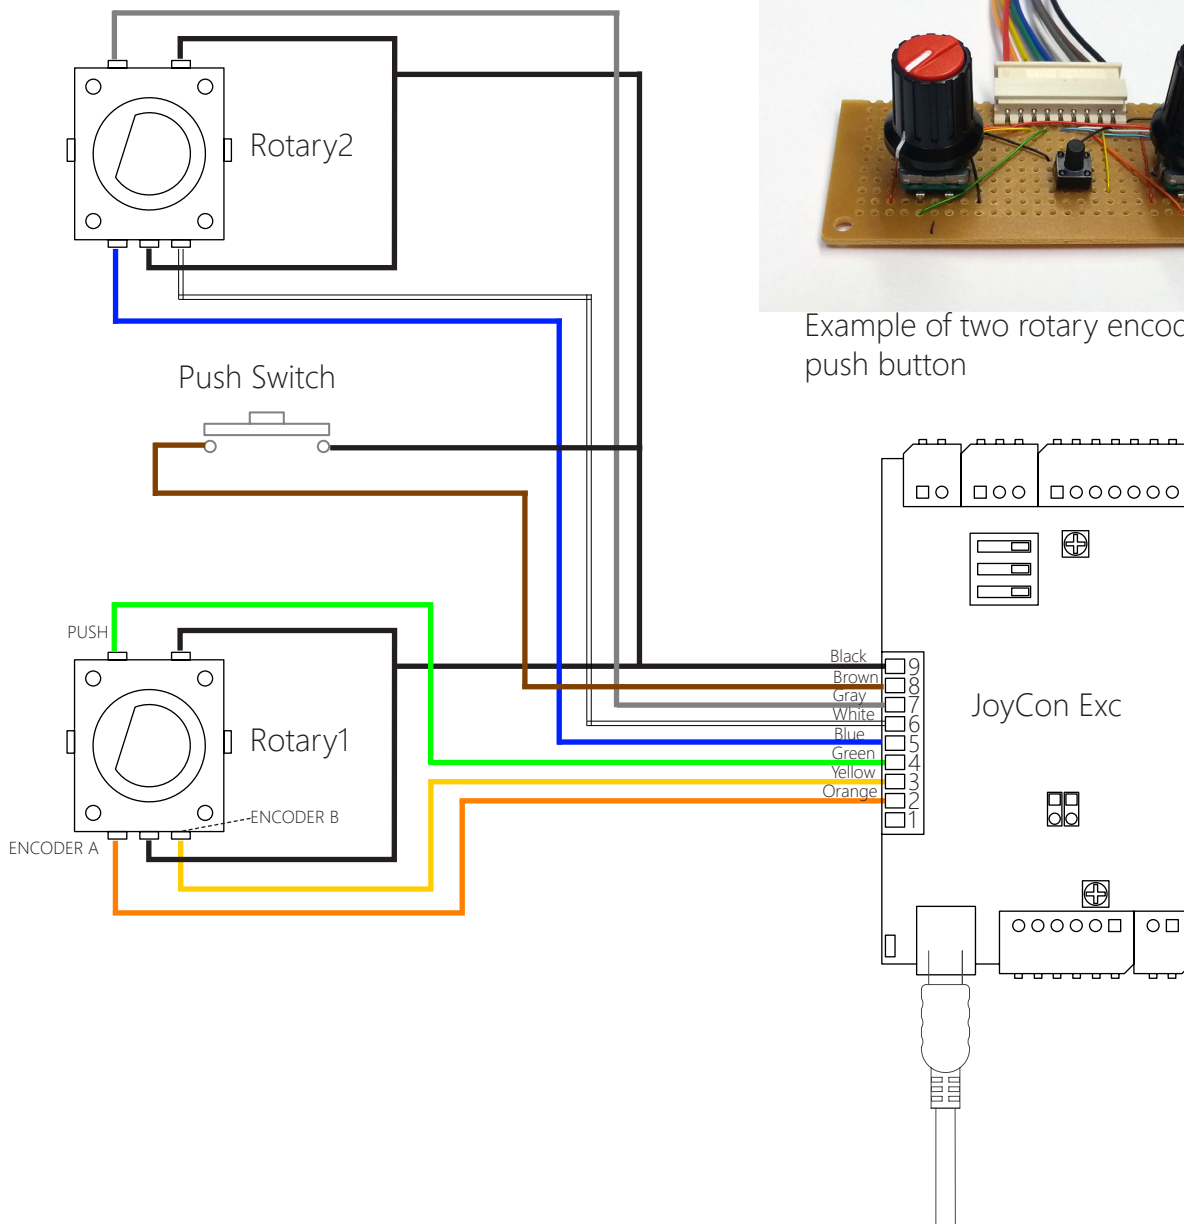 Rotary2
Example of two rotary
push button
Push Switch
PUSH
Black
9
Brown
8
Gray
7
JoyCon Exc
White
6
Rotary1
Blue
5
Green
4
Yellow
3
Orange
2
1
ENCODER B
ENCODER A